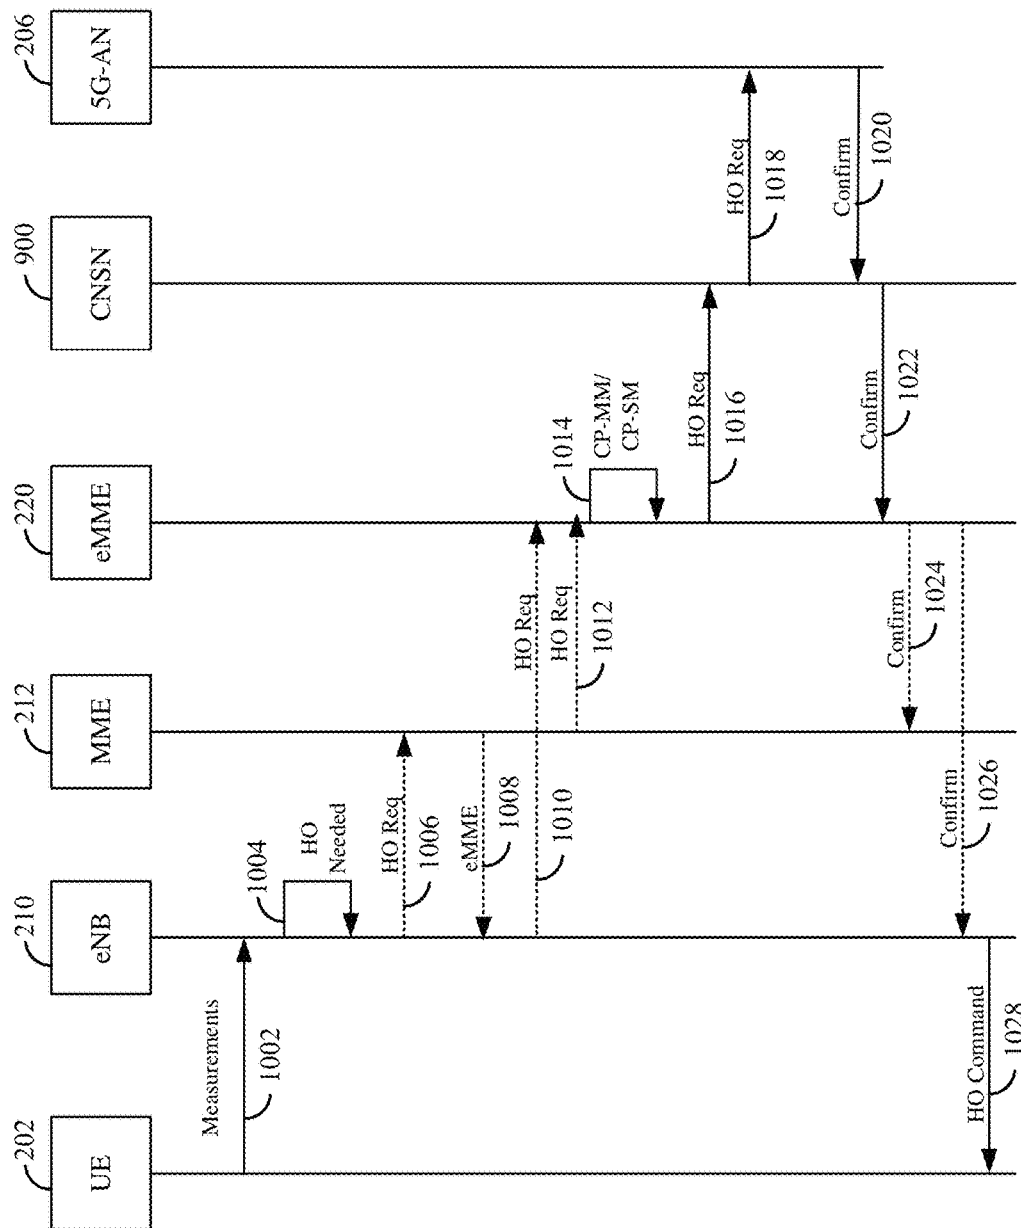 202
UE
210
eNB
212
MME
220
eMME
900
CNSN
206
5G-AN
Measurements
1002
1004
HO
Needed
HO Req
1006
eMME
1008
HO Req
1010
HO Req
1012
1014
CP-MM/
CP-SM
HO Req
1016
HO Req
1018
Confirm
1020
Confirm
1022
Confirm
1024
Confirm
1026
HO Command
1028